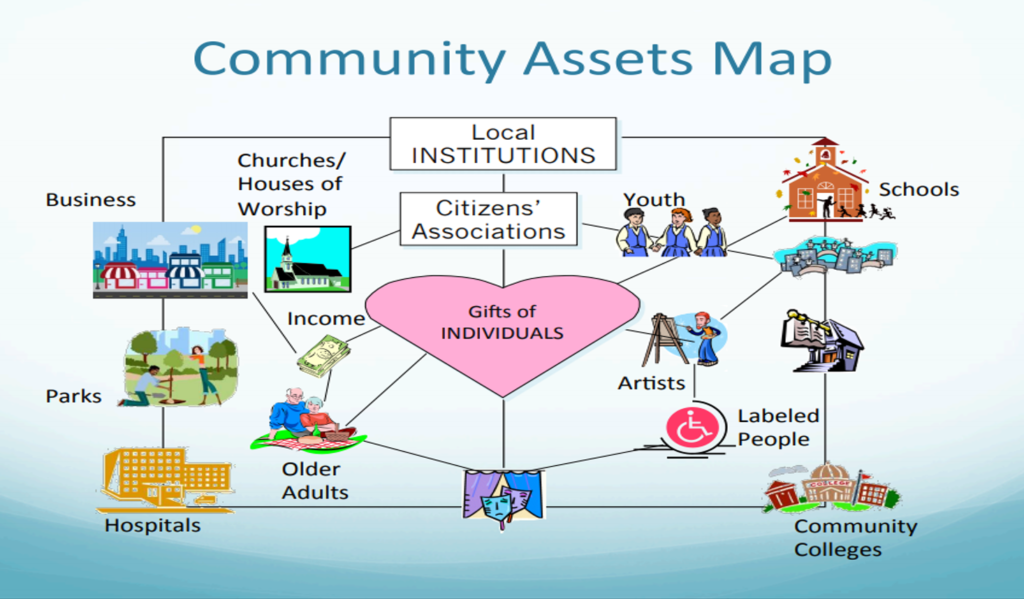 Community Assets Map
Local
INSTITUTIONS
Churches/
Houses of
Worship
Business
Citizens’
Associations
Youth
Schools
Gifts of
INDIVIDUALS
Income
Artists
Parks
Labeled
People
Older
Adults
Hospitals
COLLEGE
Community
Colleges